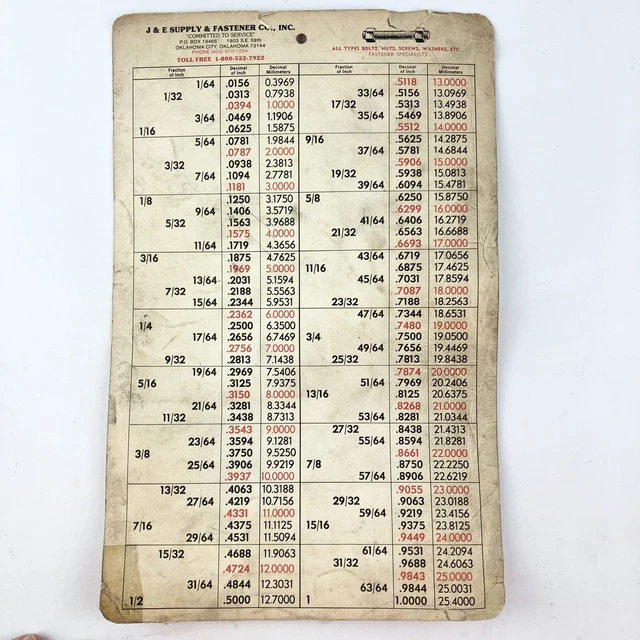 J & E SUPPLY & FASTENER CO., INC.
"COMMITTED TO SERVICE"
P.O. BOX 19466 1903 S.E. 59th
OKLAHOMA CITY, OKLAHOMA 73144
PHONE (405)
TOLL FREE 1-800-522-7922
ALL TYPES BOLTS, NUTS, SCREWS, WASHERS, ETC.
FASTENER SPECIALISTS
Fraction of Inch Decimal of Inch Decimal Millimeters
1/64 .0156 0.3969
1/32 .0313 0.7938
.0394 1.0000
3/64 .0469 1.1906
1/16 .0625 1.5875
5/64 .0781 1.9844
.0787 2.0000
3/32 .0938 2.3813
7/64 .1094 2.7781
.1181 3.0000
1/8 .1250 3.1750
9/64 .1406 3.5719
5/32 .1563 3.9688
.1575 4.0000
11/64 .1719 4.3656
3/16 .1875 4.7625
.1969 5.0000
13/64 .2031 5.1594
7/32 .2188 5.5563
15/64 .2344 5.9531
.2362 6.0000
1/4 .2500 6.3500
17/64 .2656 6.7469
.2756 7.0000
9/32 .2813 7.1438
19/64 .2969 7.5406
5/16 .3125 7.9375
.3150 8.0000
21/64 .3281 8.3344
11/32 .3438 8.7313
.3543 9.0000
23/64 .3594 9.1281
3/8 .3750 9.5250
25/64 .3906 9.9219
.3937 10.0000
13/32 .4063 10.3188
27/64 .4219 10.7156
.4331 11.0000
7/16 .4375 11.1125
29/64 .4531 11.5094
15/32 .4688 11.9063
.4724 12.0000
31/64 .4844 12.3031
1/2 .5000 12.7000
Fraction of Inch Decimal of Inch Decimal Millimeters
.5118 13.0000
33/64 .5156 13.0969
17/32 .5313 13.4938
35/64 .5469 13.8906
.5512 14.0000
9/16 .5625 14.2875
37/64 .5781 14.6844
.5906 15.0000
19/32 .5938 15.0813
39/64 .6094 15.4781
5/8 .6250 15.8750
.6299 16.0000
41/64 .6406 16.2719
21/32 .6563 16.6688
.6693 17.0000
43/64 .6719 17.0656
11/16 .6875 17.4625
45/64 .7031 17.8594
.7087 18.0000
23/32 .7188 18.2563
47/64 .7344 18.6531
.7480 19.0000
3/4 .7500 19.0500
49/64 .7656 19.4469
25/32 .7813 19.8438
.7874 20.0000
51/64 .7969 20.2406
13/16 .8125 20.6375
.8268 21.0000
53/64 .8281 21.0344
27/32 .8438 21.4313
55/64 .8594 21.8281
.8661 22.0000
7/8 .8750 22.2250
57/64 .8906 22.6219
.9055 23.0000
29/32 .9063 23.0188
59/64 .9219 23.4156
15/16 .9375 23.8125
.9449 24.0000
61/64 .9531 24.2094
31/32 .9688 24.6063
.9843 25.0000
63/64 .9844 25.0031
1 1.0000 25.4000